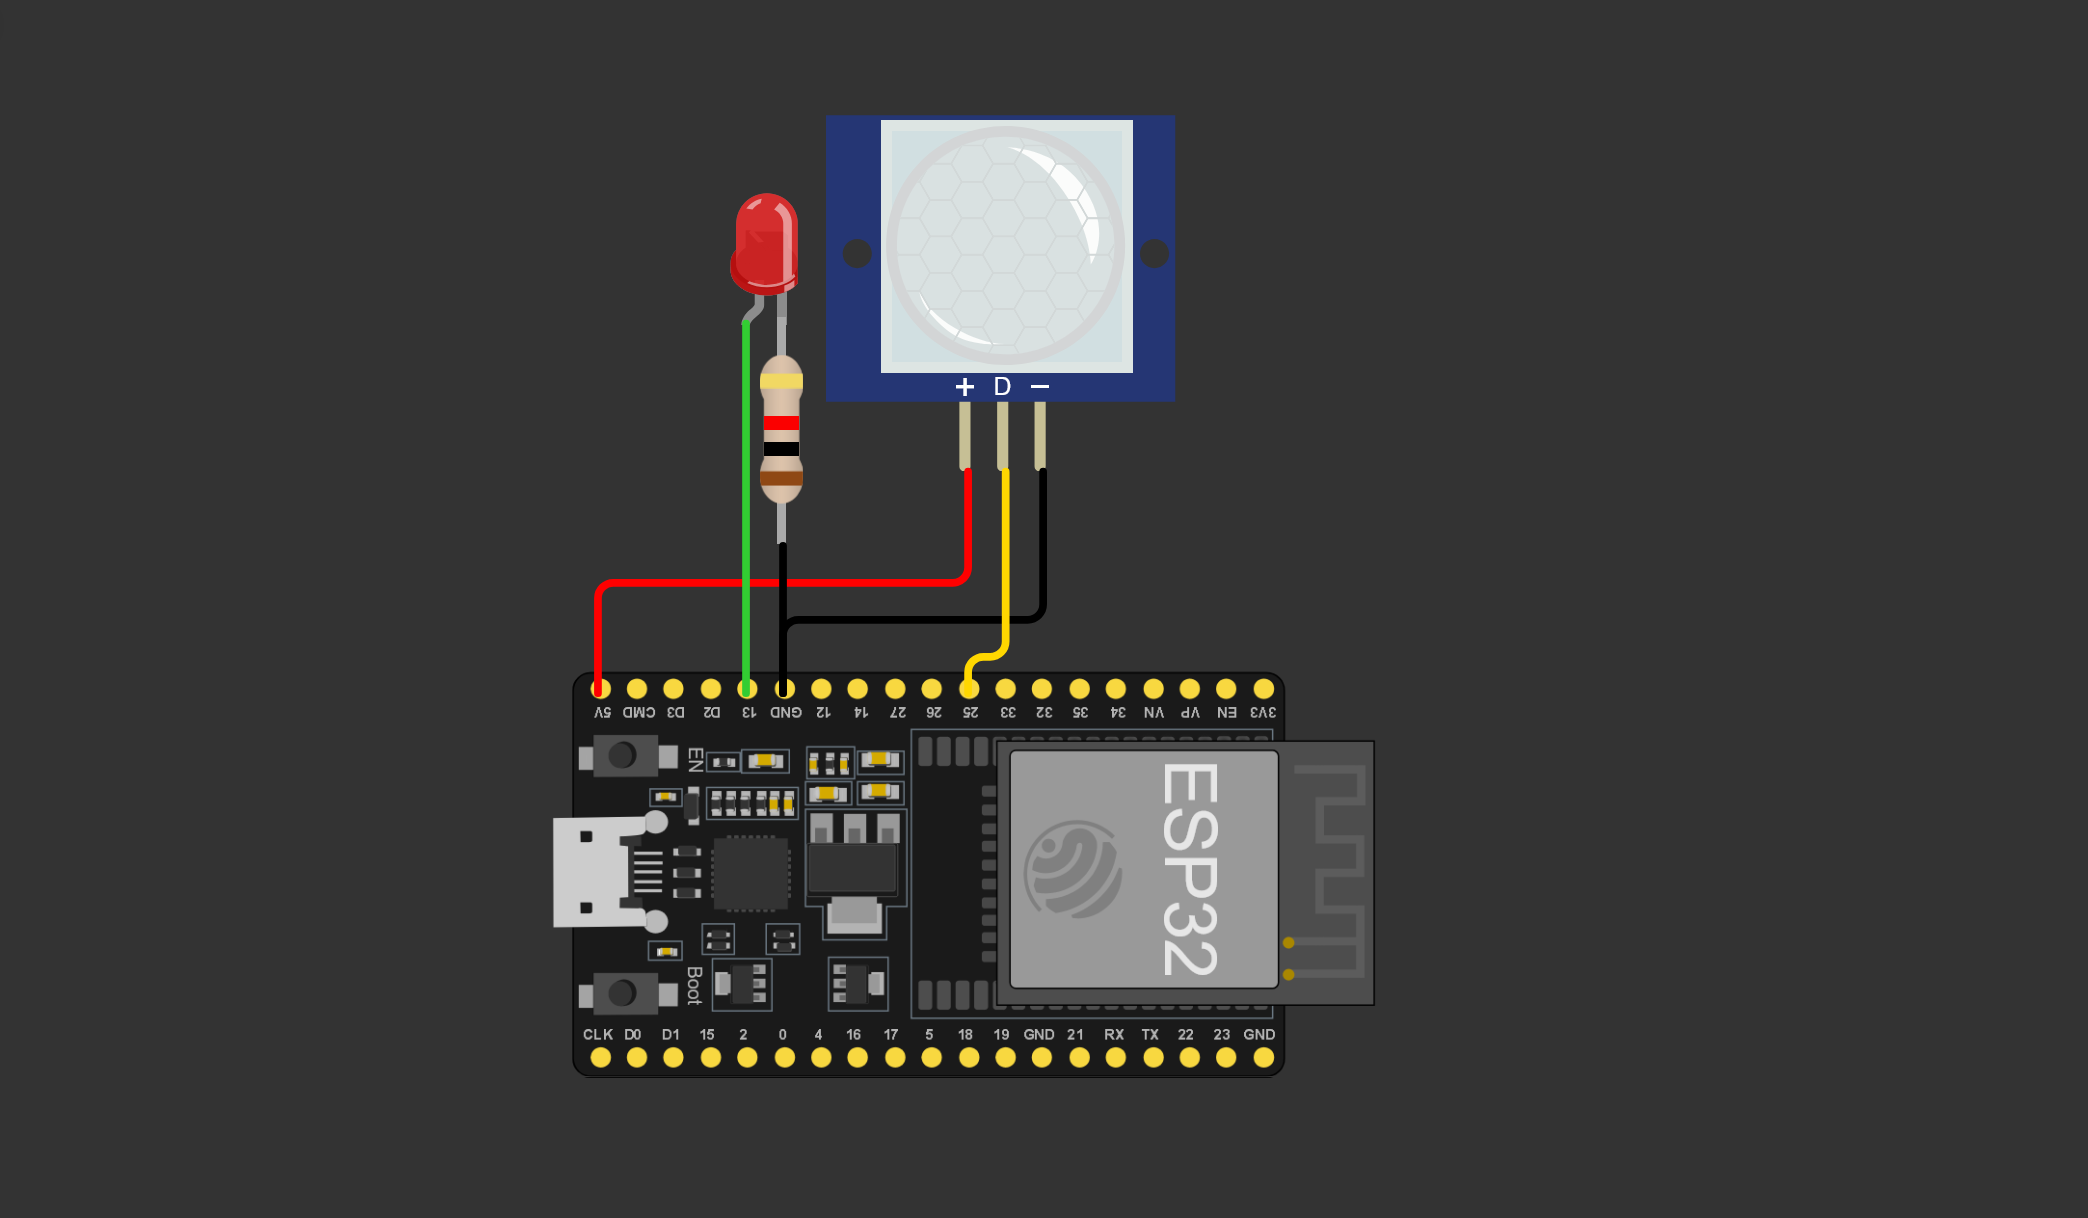 + D −
5V CMD D3 D2 13 GND 12 14 27 26 25 33 32 35 34 VN VP EN 3V3
EN
ESP32
Boot
CLK D0 D1 15 2 0 4 16 17 5 18 19 GND 21 RX TX 22 23 GND